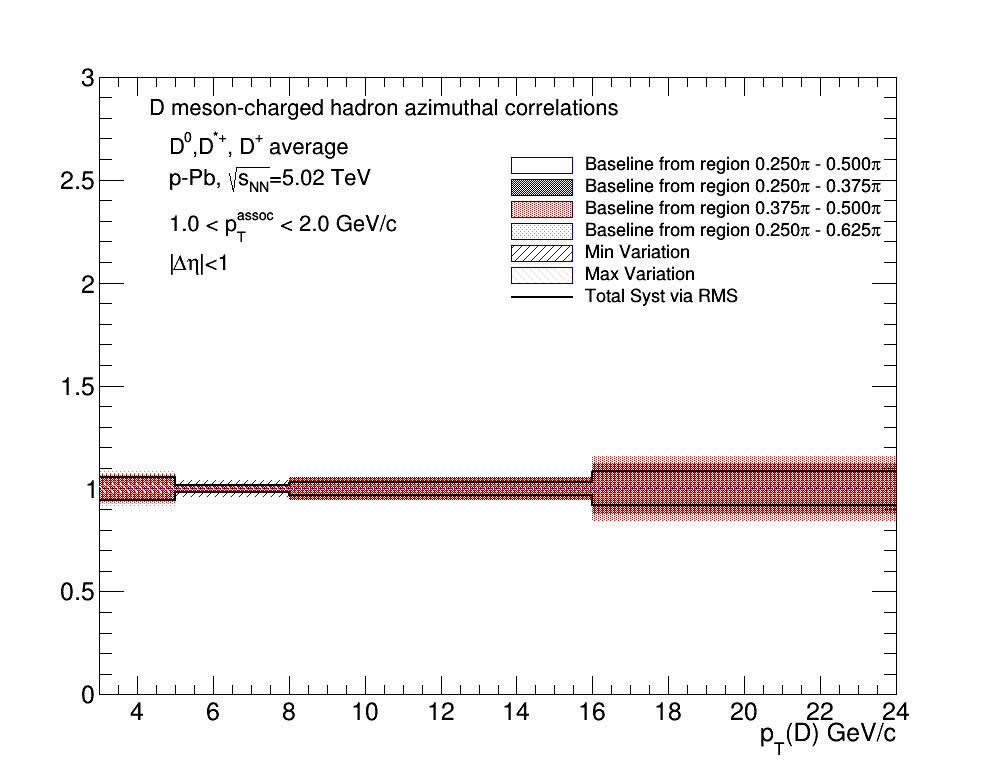 D meson-charged hadron azimuthal correlations
D⁰,D*⁺, D⁺ average
p-Pb, √sNN=5.02 TeV
1.0 < pTassoc < 2.0 GeV/c
|Δη|<1
Baseline from region 0.250π - 0.500π
Baseline from region 0.250π - 0.375π
Baseline from region 0.375π - 0.500π
Baseline from region 0.250π - 0.625π
Min Variation
Max Variation
Total Syst via RMS
3
2.5
2
1.5
1
0.5
0
4 6 8 10 12 14 16 18 20 22 24
pT(D) GeV/c